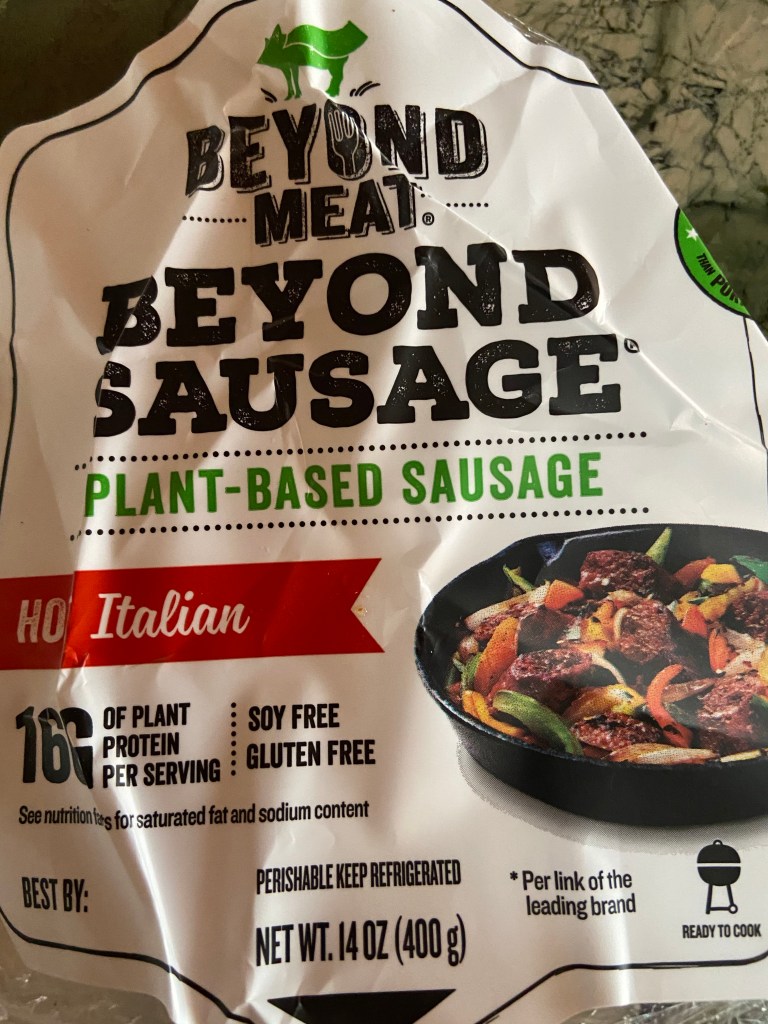 BEYOND
MEAT®
BEYOND
SAUSAGE®
THAN
PLANT-BASED SAUSAGE
HO Italian
16G OF PLANT
PROTEIN
PER SERVING
SOY FREE
GLUTEN FREE
See nutrition for saturated fat and sodium content
BEST BY:
PERISHABLE KEEP REFRIGERATED
NET WT. 14 OZ (400 g)
* Per link of the
leading brand
READY TO COOK